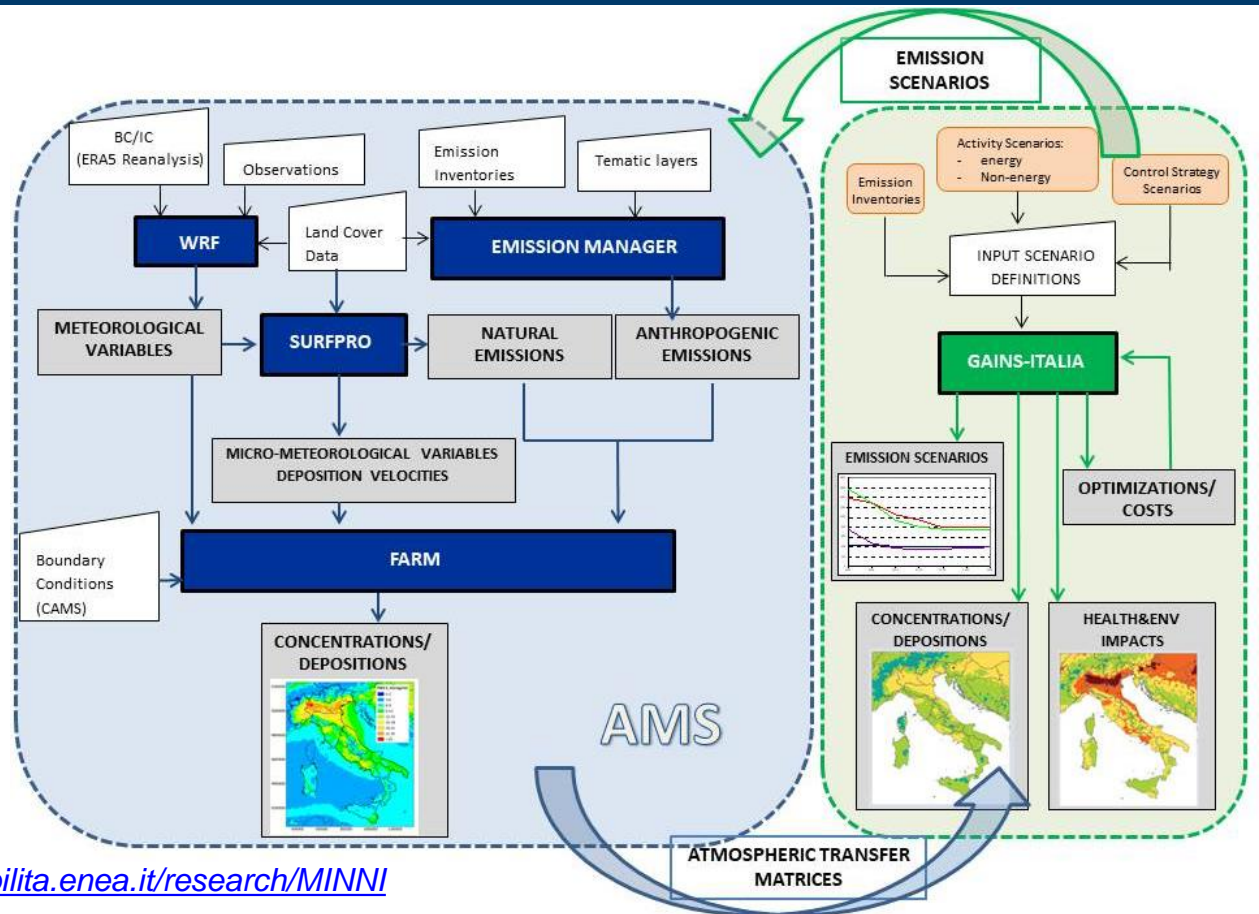 EMISSION
SCENARIOS
BC/IC
(ERA5 Reanalysis)
Observations
Emission
Inventories
Tematic layers
Land Cover
Data
WRF
EMISSION MANAGER
METEOROLOGICAL
VARIABLES
SURFPRO
NATURAL
EMISSIONS
ANTHROPOGENIC
EMISSIONS
MICRO-METEOROLOGICAL VARIABLES
DEPOSITION VELOCITIES
Boundary
Conditions
(CAMS)
FARM
CONCENTRATIONS/
DEPOSITIONS
AMS
Emission
Inventories
Activity Scenarios:
- energy
- Non-energy
Control Strategy
Scenarios
INPUT SCENARIO
DEFINITIONS
GAINS-ITALIA
EMISSION SCENARIOS
OPTIMIZATIONS/
COSTS
CONCENTRATIONS/
DEPOSITIONS
HEALTH&ENV
IMPACTS
ATMOSPHERIC TRANSFER
MATRICES
ilita.enea.it/research/MINNI